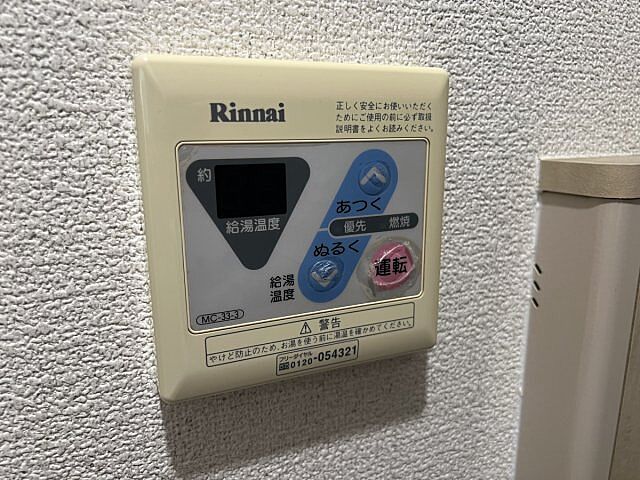 Rinnai
正しく安全にお使いいただく
ためにご使用の前に必ず取扱
説明書をよくお読みください。
約
給湯温度
あつく
優先 燃焼
ぬるく
給湯
温度
運転
MC-33-3
⚠ 警告
やけど防止のため、お湯を使う前に湯温を確かめてください。
フリーダイヤル
0120-054321